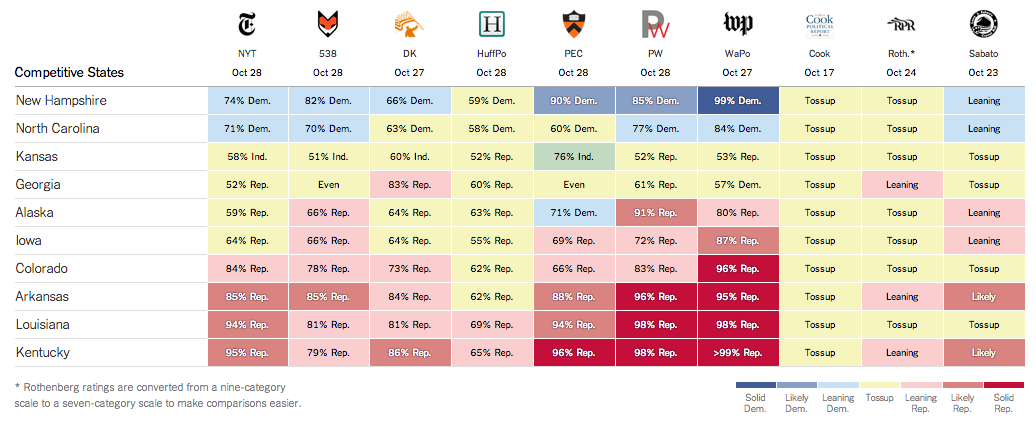 NYT 538 DK HuffPo PEC PW WaPo Cook Roth.* Sabato
Competitive States Oct 28 Oct 28 Oct 27 Oct 28 Oct 28 Oct 28 Oct 27 Oct 17 Oct 24 Oct 23
New Hampshire 74% Dem. 82% Dem. 66% Dem. 59% Dem. 90% Dem. 85% Dem. 99% Dem. Tossup Tossup Leaning
North Carolina 71% Dem. 70% Dem. 63% Dem. 58% Dem. 60% Dem. 77% Dem. 84% Dem. Tossup Tossup Leaning
Kansas 58% Ind. 51% Ind. 60% Ind. 52% Rep. 76% Ind. 52% Rep. 53% Rep. Tossup Tossup Tossup
Georgia 52% Rep. Even 83% Rep. 60% Rep. Even 61% Rep. 57% Dem. Tossup Leaning Tossup
Alaska 59% Rep. 66% Rep. 64% Rep. 63% Rep. 71% Dem. 91% Rep. 80% Rep. Tossup Tossup Leaning
Iowa 64% Rep. 66% Rep. 64% Rep. 55% Rep. 69% Rep. 72% Rep. 87% Rep. Tossup Tossup Leaning
Colorado 84% Rep. 78% Rep. 73% Rep. 62% Rep. 66% Rep. 83% Rep. 96% Rep. Tossup Tossup Tossup
Arkansas 85% Rep. 85% Rep. 84% Rep. 62% Rep. 88% Rep. 96% Rep. 95% Rep. Tossup Leaning Likely
Louisiana 94% Rep. 81% Rep. 81% Rep. 69% Rep. 94% Rep. 98% Rep. 98% Rep. Tossup Tossup Tossup
Kentucky 95% Rep. 79% Rep. 86% Rep. 65% Rep. 96% Rep. 98% Rep. >99% Rep. Tossup Leaning Likely
* Rothenberg ratings are converted from a nine-category
scale to a seven-category scale to make comparisons easier.
Solid Likely Leaning Tossup Leaning Likely Solid
Dem. Dem. Dem. Rep. Rep. Rep.